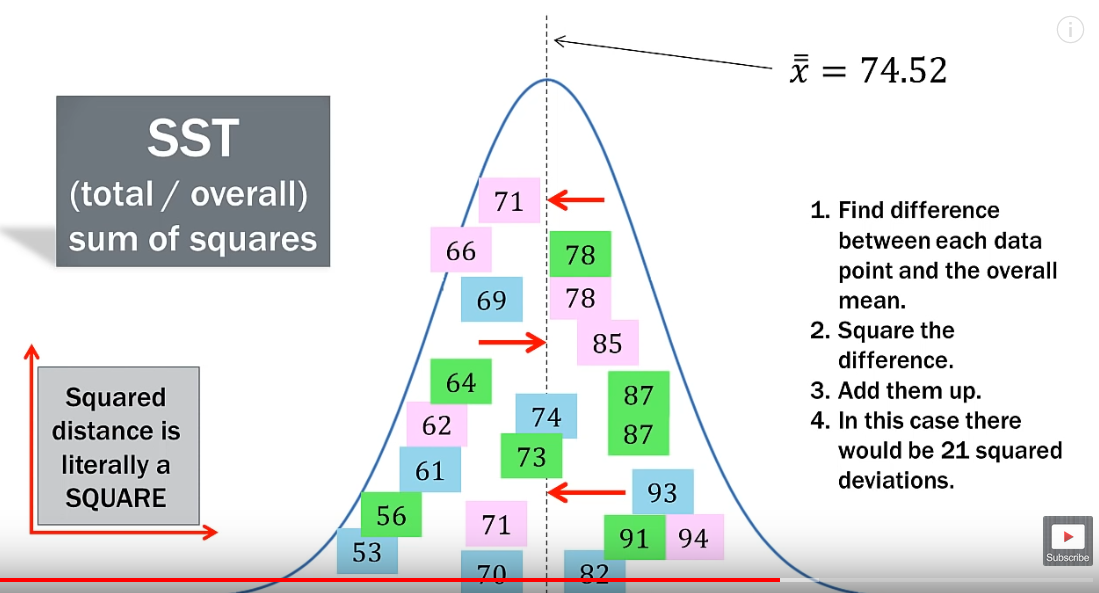 SST
(total / overall)
sum of squares
x̿ = 74.52
71
66
78
69
78
85
64
87
62
74
87
73
61
93
56
71
91
94
53
70
82
1. Find difference
between each data
point and the overall
mean.
2. Square the
difference.
3. Add them up.
4. In this case there
would be 21 squared
deviations.
Squared
distance is
literally a
SQUARE
Subscribe
i